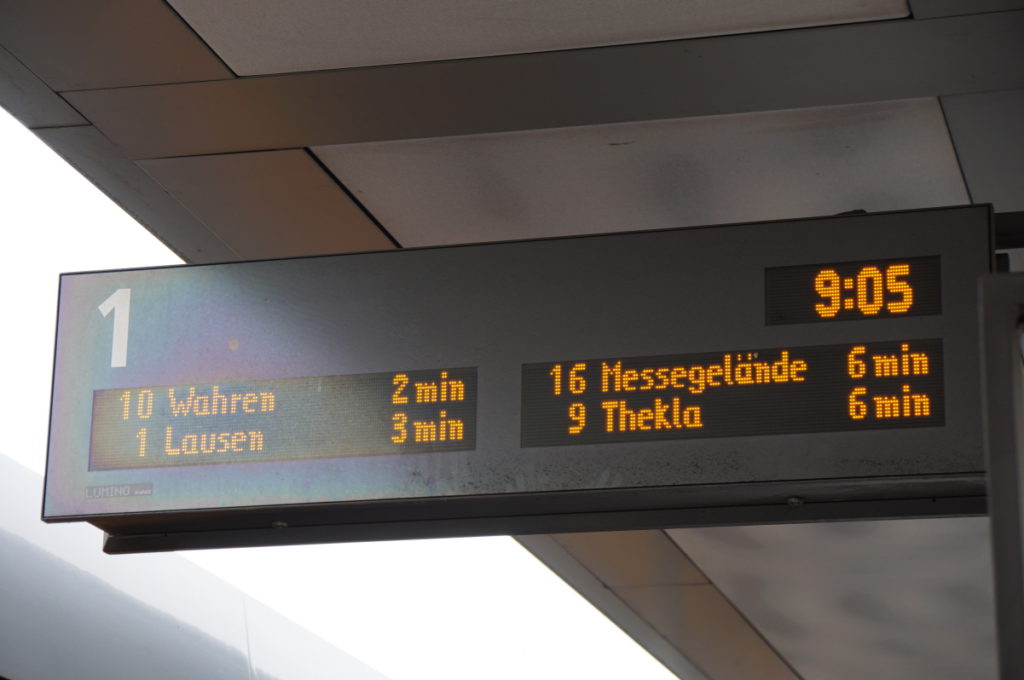 1
9:05
10 Wahren 2 min
1 Lausen 3 min
16 Messegelände 6 min
9 Thekla 6 min
LUMINO